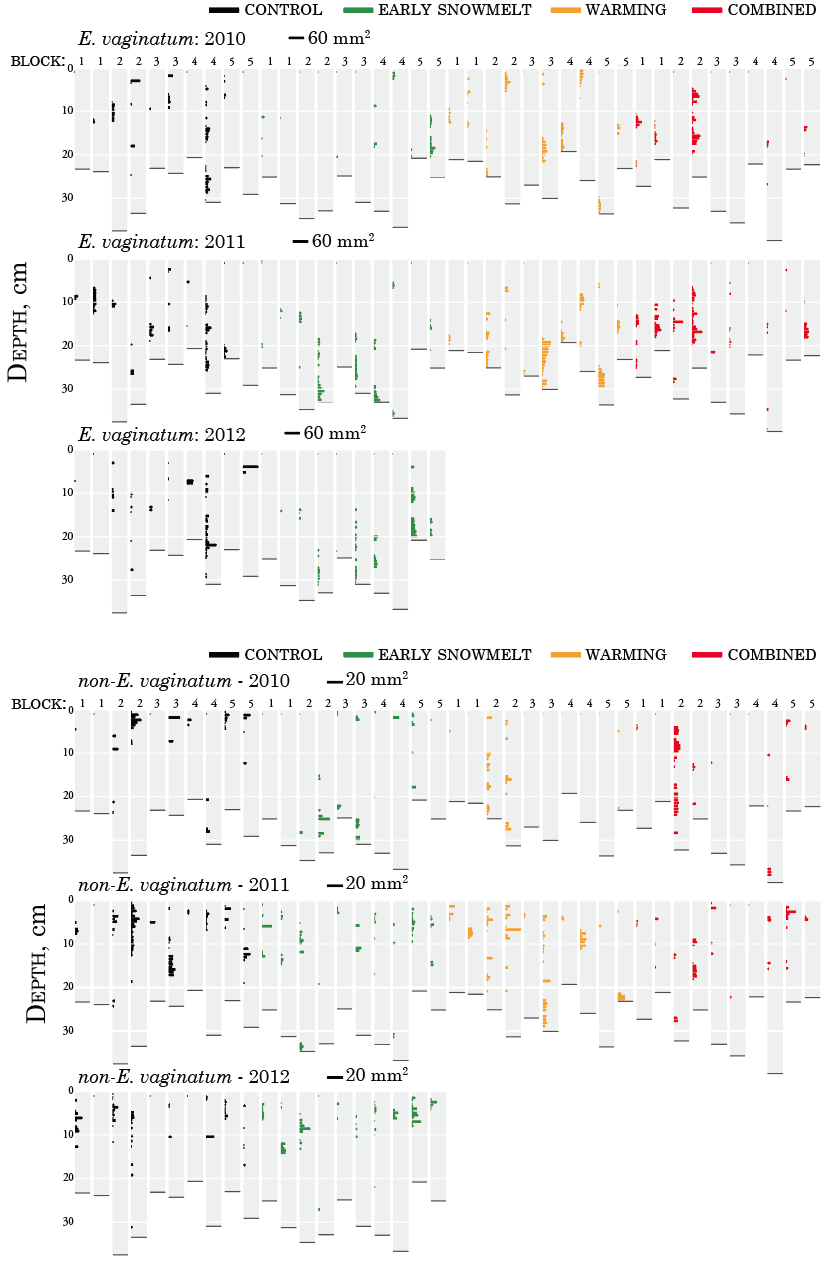 CONTROL EARLY SNOWMELT WARMING COMBINED
E. vaginatum: 2010 60 mm²
BLOCK: 1 1 2 2 3 3 4 4 5 5 1 1 2 2 3 3 4 4 5 5 1 1 2 2 3 3 4 4 5 5 1 1 2 2 3 3 4 4 5 5
0
10
20
30
E. vaginatum: 2011 60 mm²
0
10
20
30
DEPTH, cm
E. vaginatum: 2012 60 mm²
0
10
20
30
CONTROL EARLY SNOWMELT WARMING COMBINED
non-E. vaginatum - 2010 20 mm²
BLOCK: 1 1 2 2 3 3 4 4 5 5 1 1 2 2 3 3 4 4 5 5 1 1 2 2 3 3 4 4 5 5 1 1 2 2 3 3 4 4 5 5
0
10
20
30
non-E. vaginatum - 2011 20 mm²
0
10
20
30
DEPTH, cm
non-E. vaginatum - 2012 20 mm²
0
10
20
30